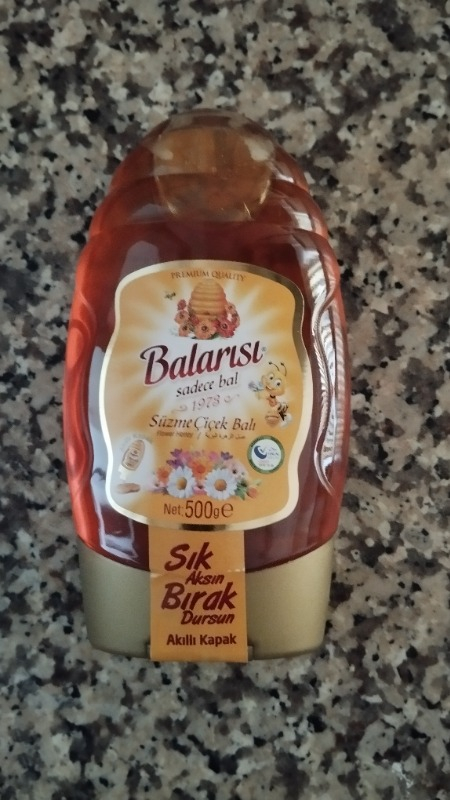 PREMIUM QUALITY
Balarısı
sadece bal
1978
Süzme Çiçek Balı
Net: 500g ℮
Sık
Aksın
Bırak
Dursun
Akıllı Kapak